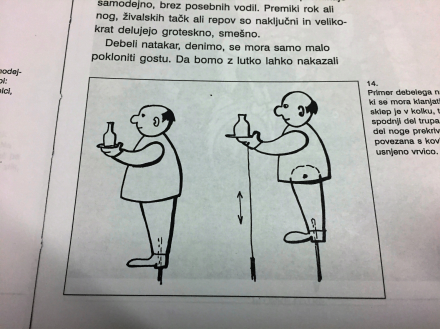 samodejno, brez posebnih vodil. Premiki rok ali
nog, živalskih tačk ali repov so naključni in veliko-
krat delujejo groteskno, smešno.
Debeli natakar, denimo, se mora samo malo
pokloniti gostu. Da bomo z lutko lahko nakazali
14.
Primer debelega n
ki se mora klanjat
sklep je v kolku, t
spodnji del trupa
del noge prekriv
povezana s kov
usnjeno vrvico.